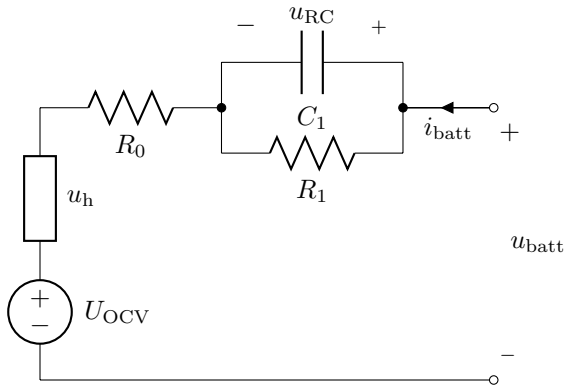 − u_RC +
C_1
i_batt
+
R_0
R_1
u_h
u_batt
+
−
U_OCV
−